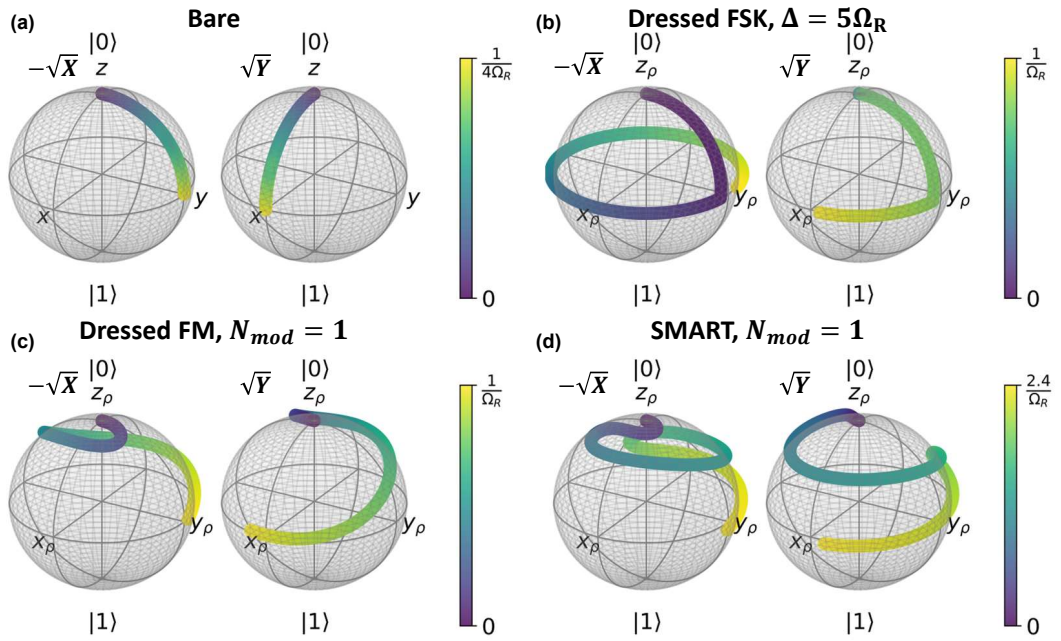 (a) Bare
−√X |0⟩ √Y |0⟩
z z
x y x y
|1⟩ |1⟩
1/4Ω_R
0
(b) Dressed FSK, Δ = 5Ω_R
−√X |0⟩ √Y |0⟩
z_ρ z_ρ
x_ρ y_ρ x_ρ y_ρ
|1⟩ |1⟩
1/Ω_R
0
(c) Dressed FM, N_mod = 1
−√X |0⟩ √Y |0⟩
z_ρ z_ρ
x_ρ y_ρ x_ρ y_ρ
|1⟩ |1⟩
1/Ω_R
0
(d) SMART, N_mod = 1
−√X |0⟩ √Y |0⟩
z_ρ z_ρ
x_ρ y_ρ x_ρ y_ρ
|1⟩ |1⟩
2.4/Ω_R
0